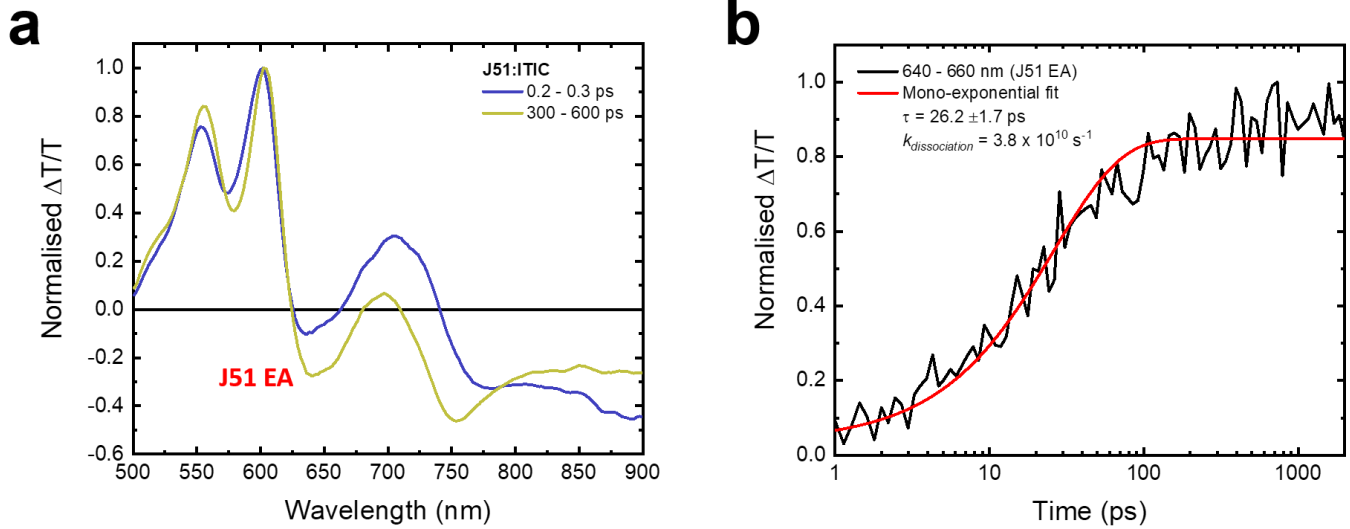 a
Normalised ΔT/T
1.0
0.8
0.6
0.4
0.2
0.0
-0.2
-0.4
-0.6
J51:ITIC
0.2 - 0.3 ps
300 - 600 ps
J51 EA
500 550 600 650 700 750 800 850 900
Wavelength (nm)
b
Normalised ΔT/T
1.0
0.8
0.6
0.4
0.2
0.0
640 - 660 nm (J51 EA)
Mono-exponential fit
τ = 26.2 ±1.7 ps
k_dissociation = 3.8 x 10¹⁰ s⁻¹
1 10 100 1000
Time (ps)